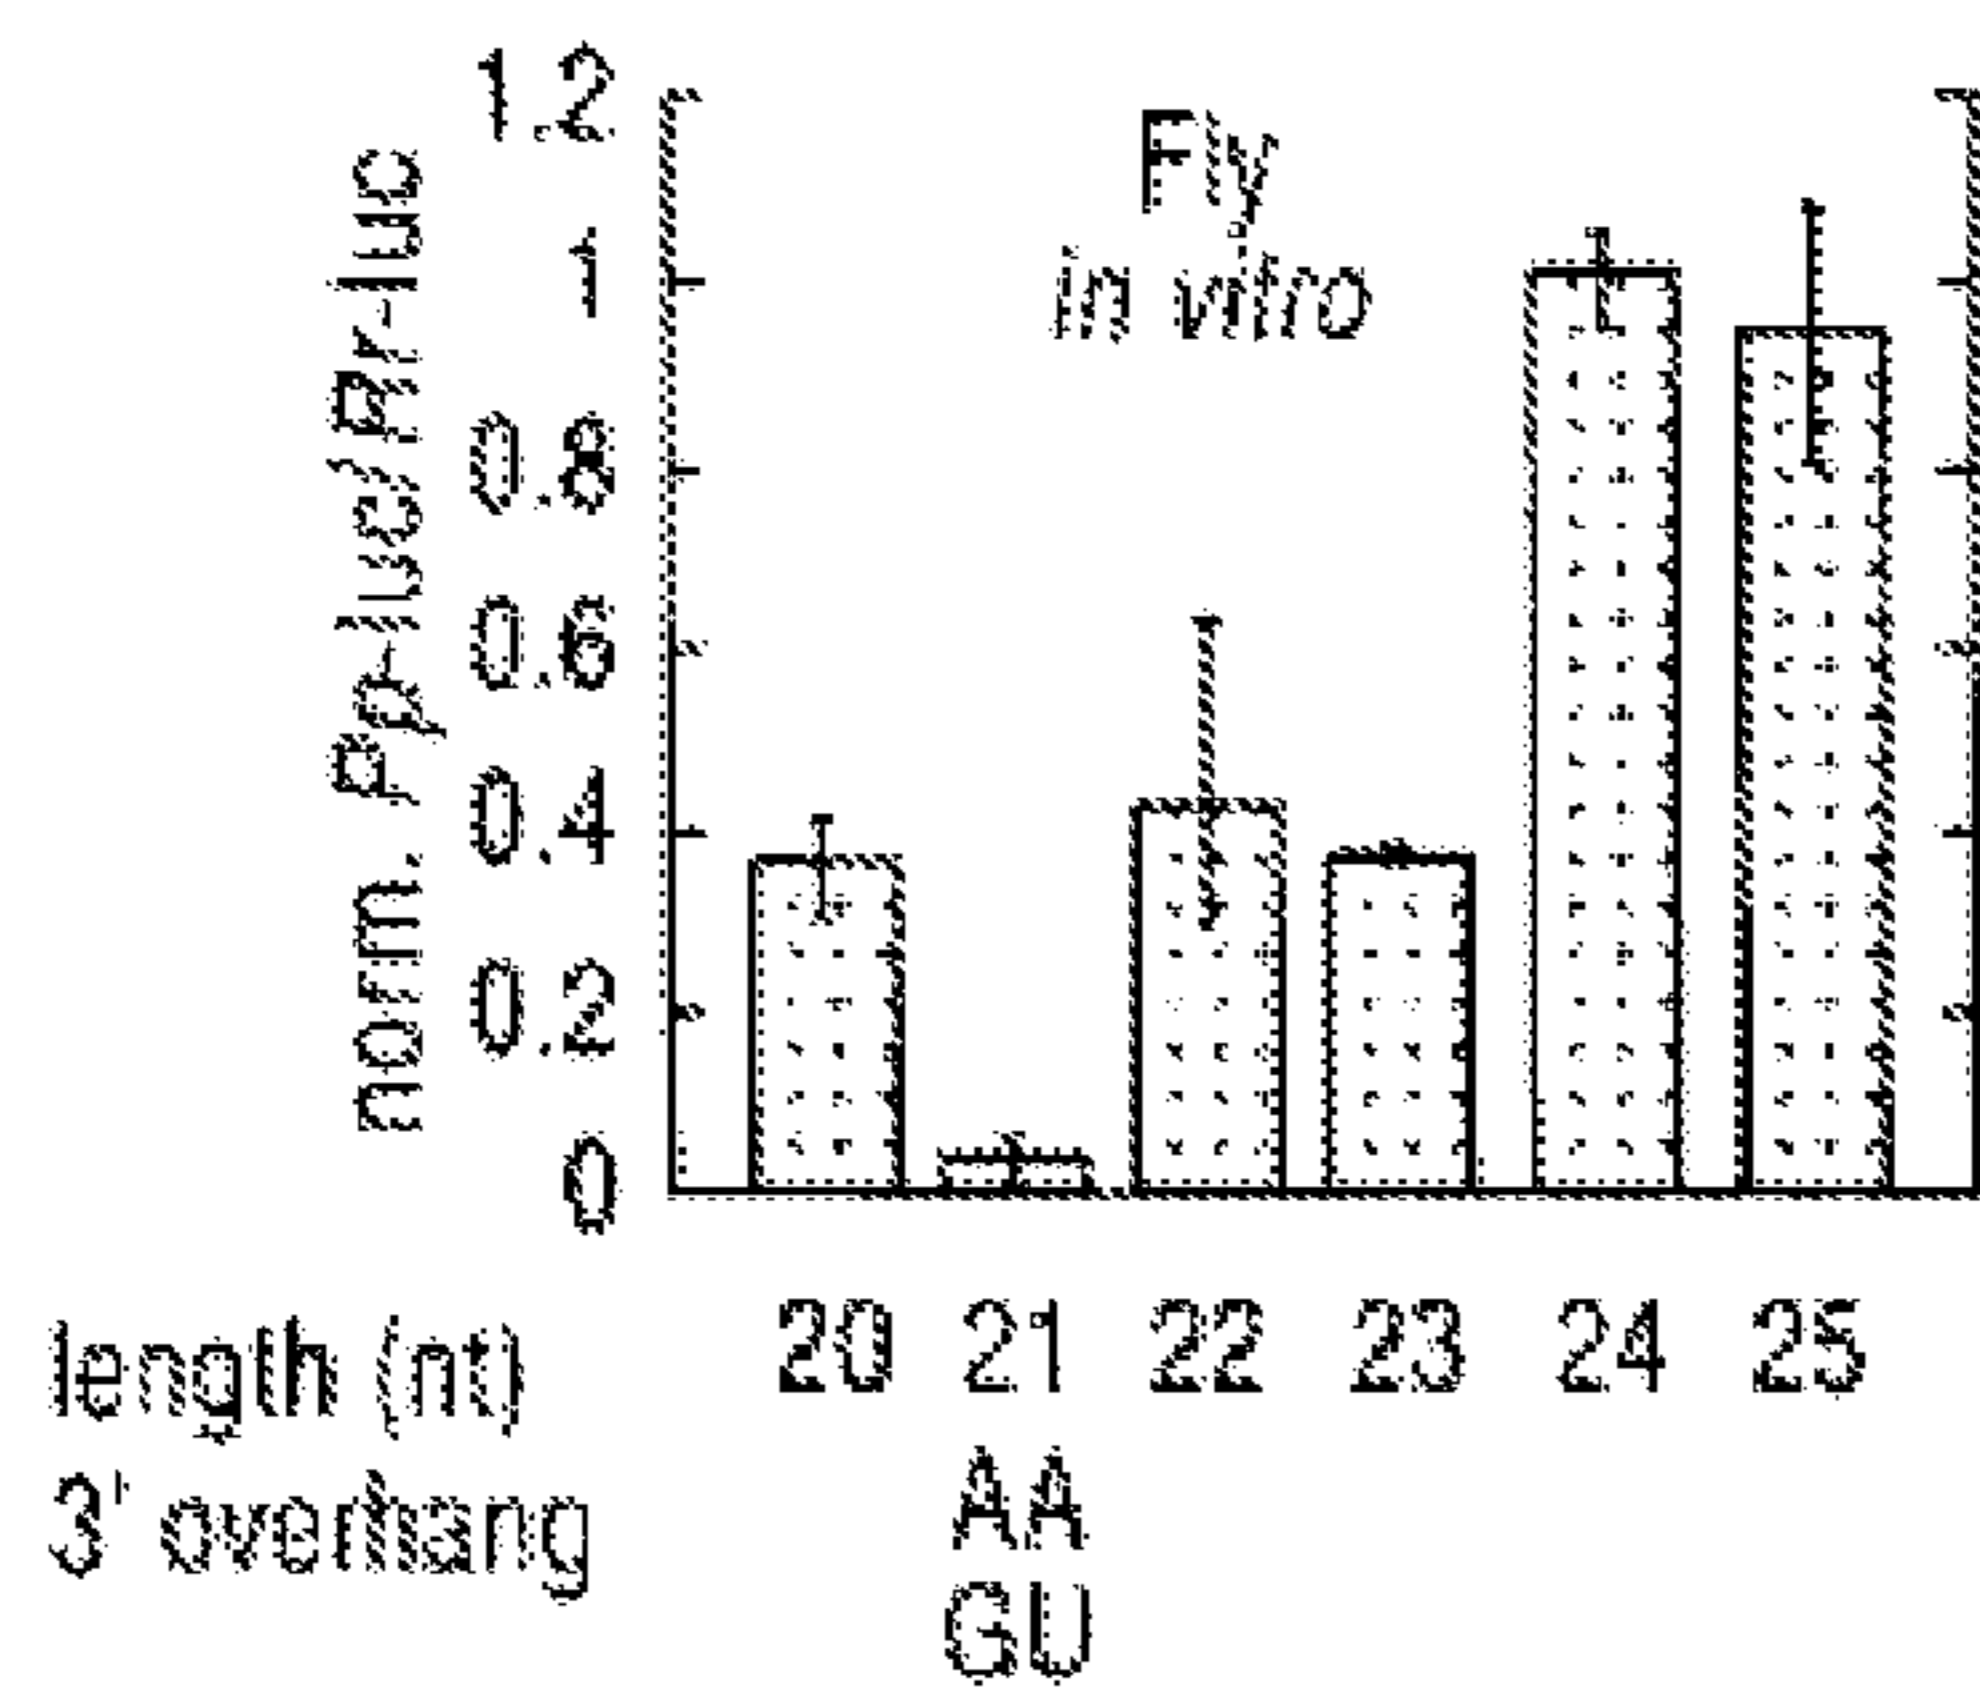 norm. Pp-luc/Rr-luc
1.2
1
0.8
0.6
0.4
0.2
0
Fly
in vitro
length (nt) 20 21 22 23 24 25
3' overhang AA
GU